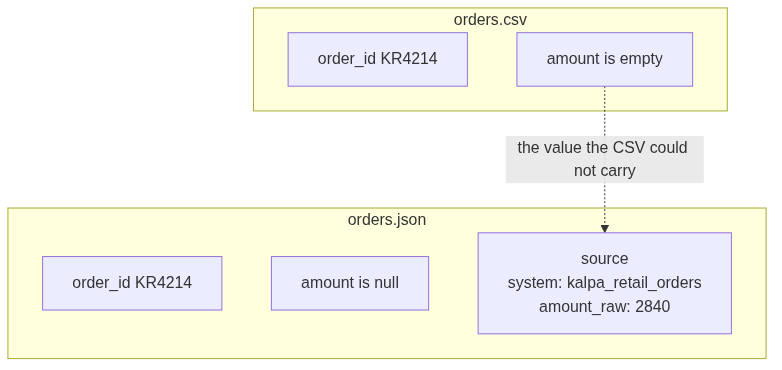 orders.csv
order_id KR4214
amount is empty
the value the CSV could
not carry
orders.json
order_id KR4214
amount is null
source
system: kalpa_retail_orders
amount_raw: 2840